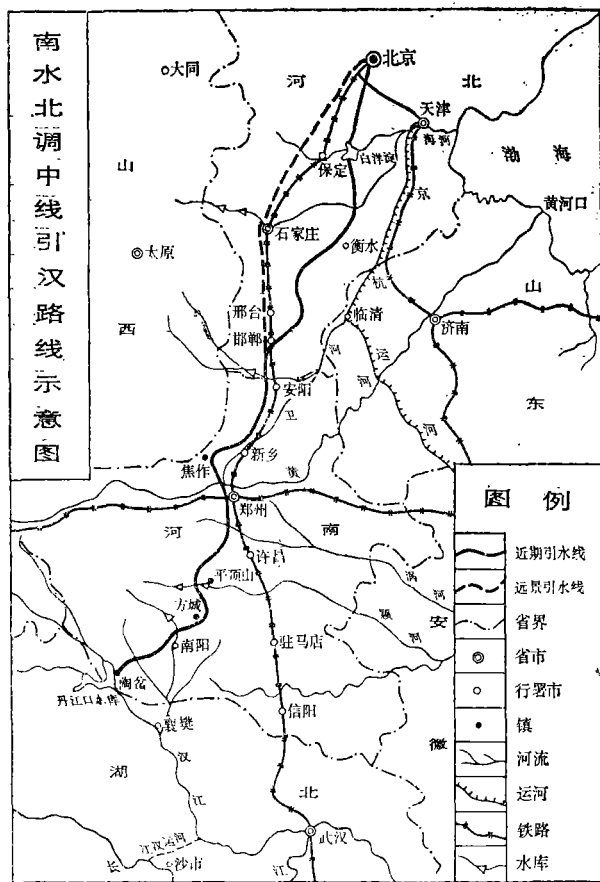 南水北调中线引汉路线示意图
大同
河
北
北京
天津
海河
渤海
保定
白洋淀
山
京
黄河口
石家庄
太原
衡水
杭
山
西
邢台
临清
济南
邯郸
河
运
河
安阳
卫
河
东
焦作
新乡
黄
郑州
河
南
许昌
平顶山
涡河
颍河
安
方城
南阳
驻马店
陶岔
丹江口水库
襄樊
信阳
汉
江
徽
湖
北
江汉运河
武汉
长
沙市
江
图例
近期引水线
远景引水线
省界
省市
行署市
镇
河流
运河
铁路
水库